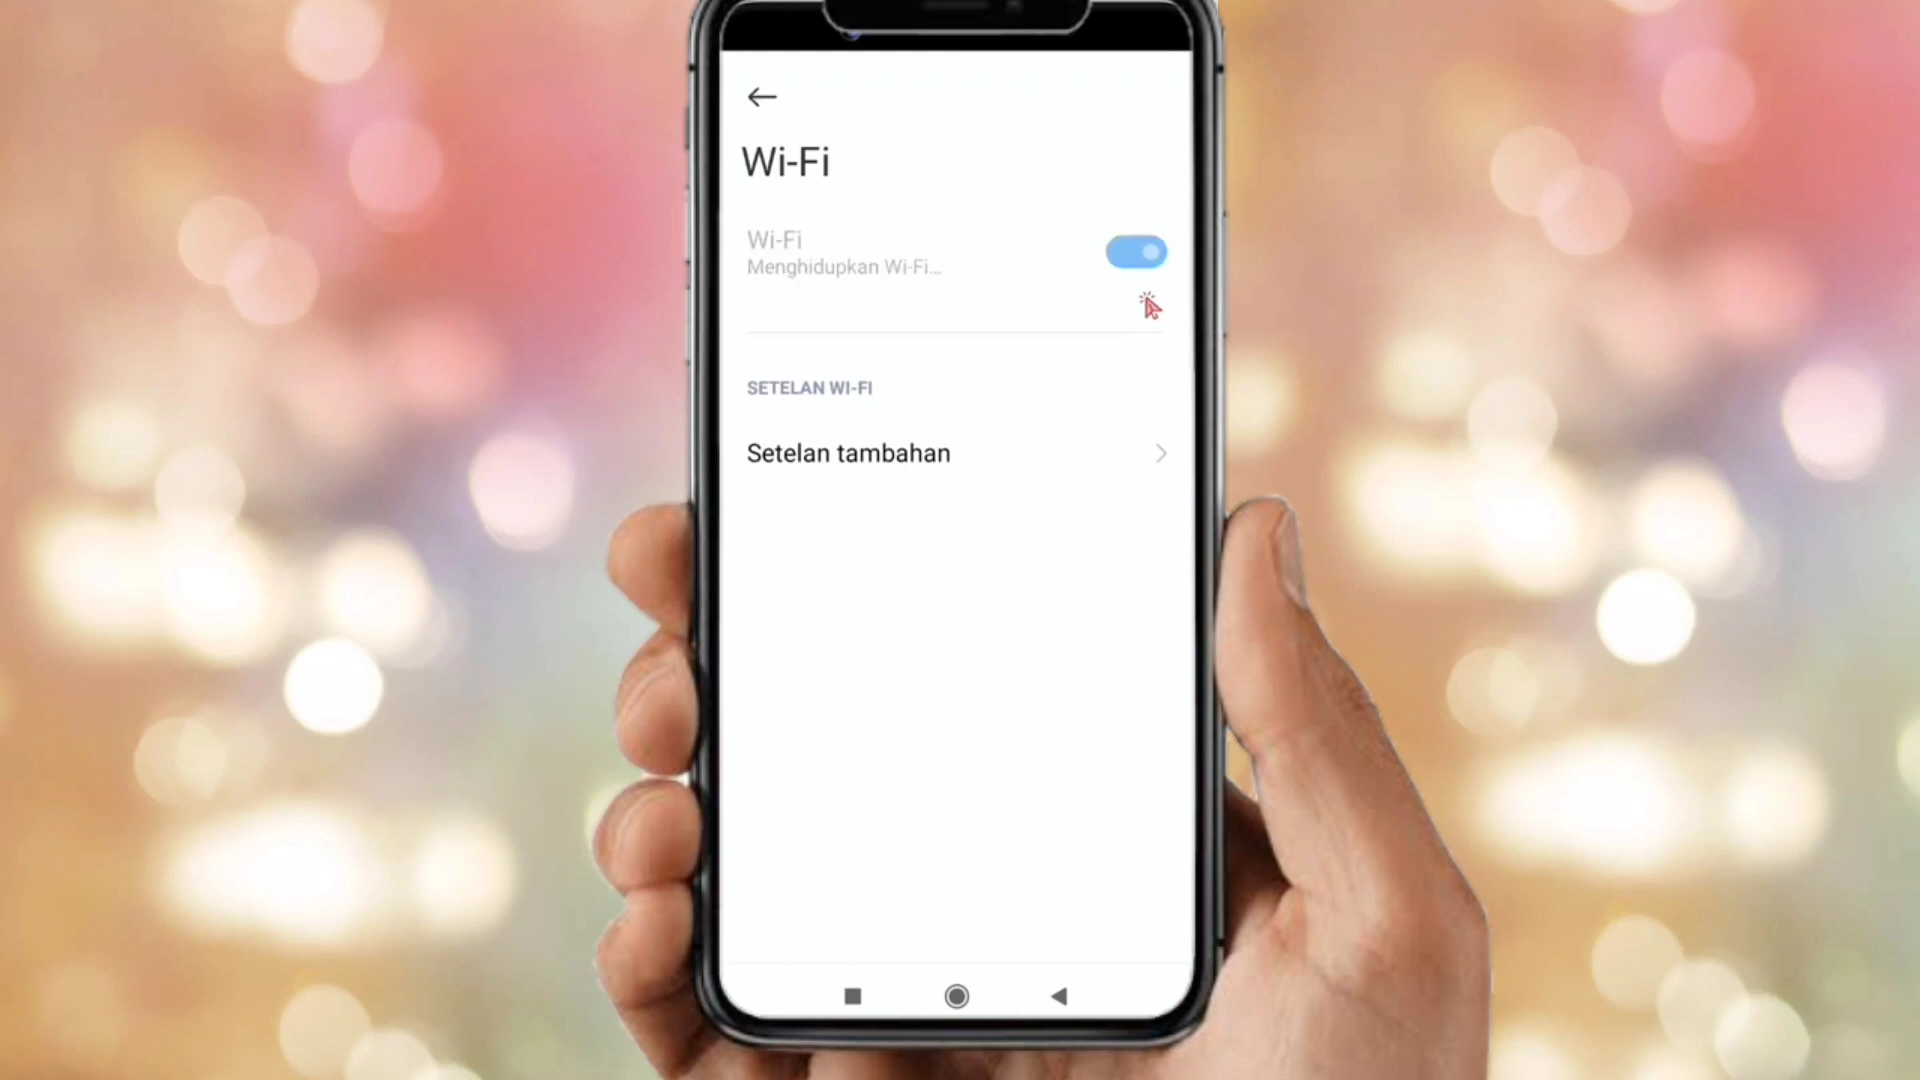 Wi-Fi
Wi-Fi
Menghidupkan Wi-Fi...
SETELAN WI-FI
Setelan tambahan